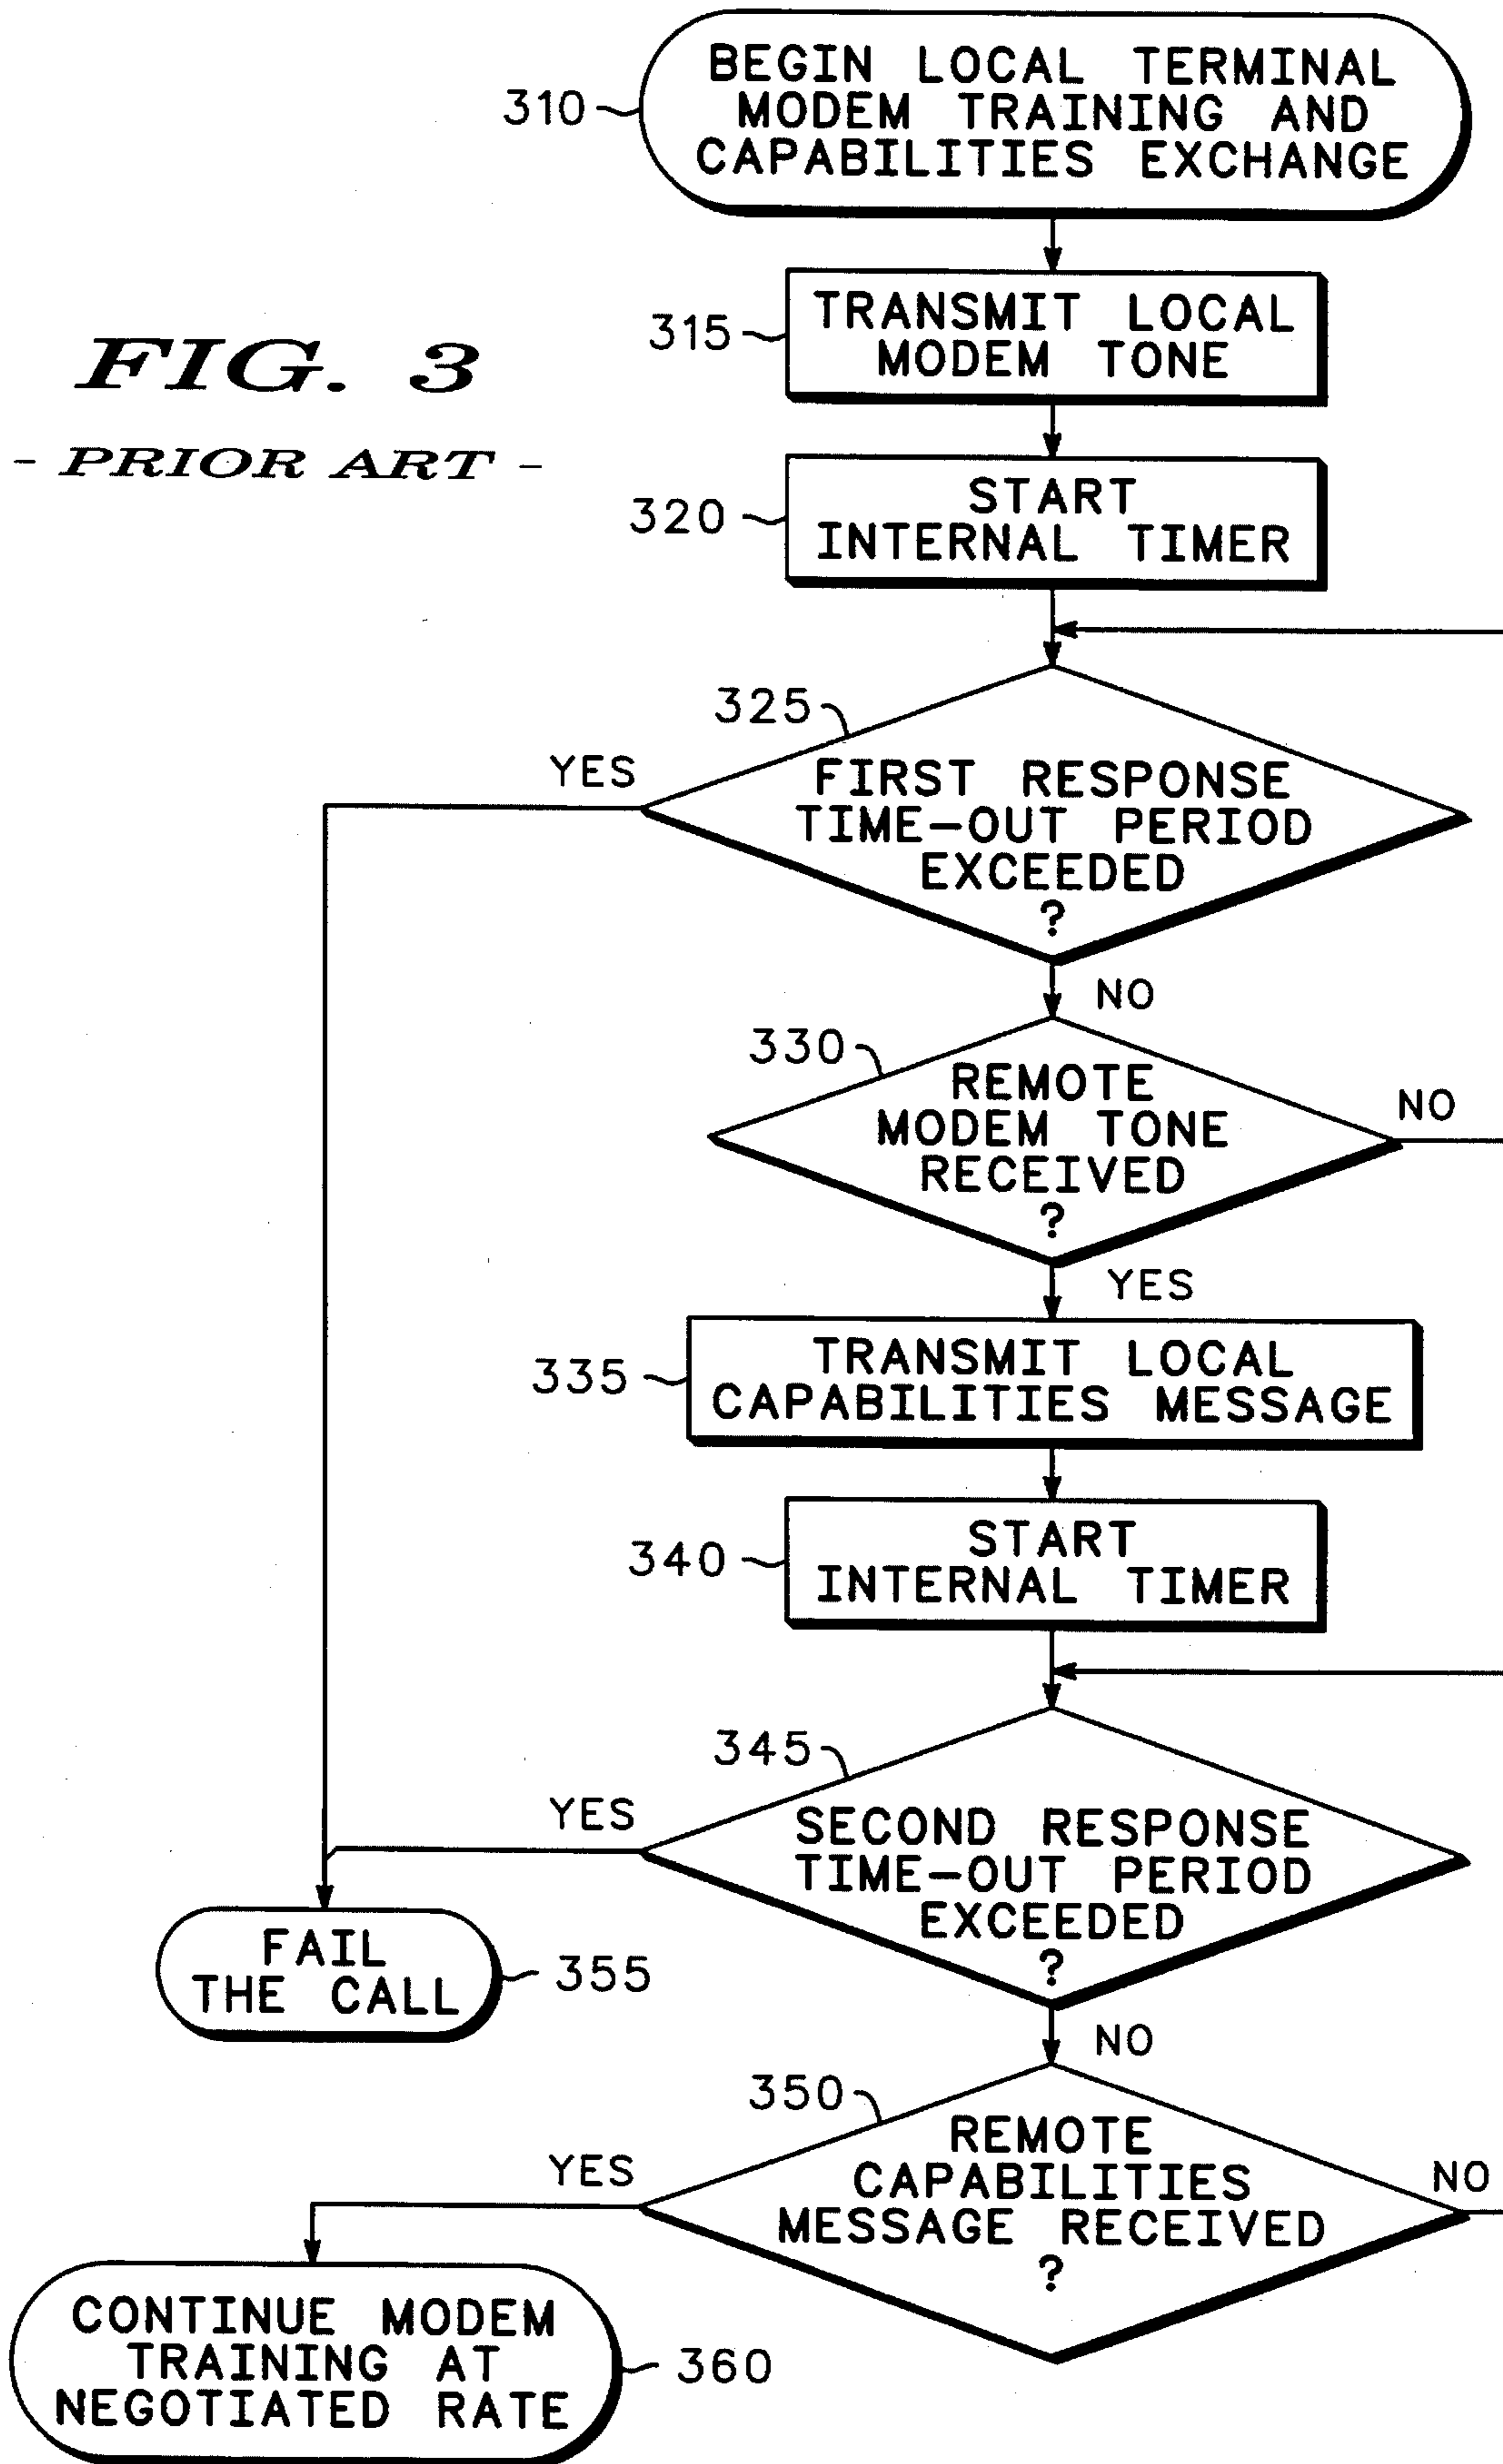 BEGIN LOCAL TERMINAL
MODEM TRAINING AND
CAPABILITIES EXCHANGE
310
TRANSMIT LOCAL
MODEM TONE
315
FIG. 3
- PRIOR ART -
START
INTERNAL TIMER
320
325
YES
FIRST RESPONSE
TIME-OUT PERIOD
EXCEEDED
?
NO
330
REMOTE
MODEM TONE
RECEIVED
?
NO
YES
TRANSMIT LOCAL
CAPABILITIES MESSAGE
335
START
INTERNAL TIMER
340
345
YES
SECOND RESPONSE
TIME-OUT PERIOD
EXCEEDED
?
FAIL
THE CALL
355
NO
350
YES
REMOTE
CAPABILITIES
MESSAGE RECEIVED
?
NO
CONTINUE MODEM
TRAINING AT
NEGOTIATED RATE
360